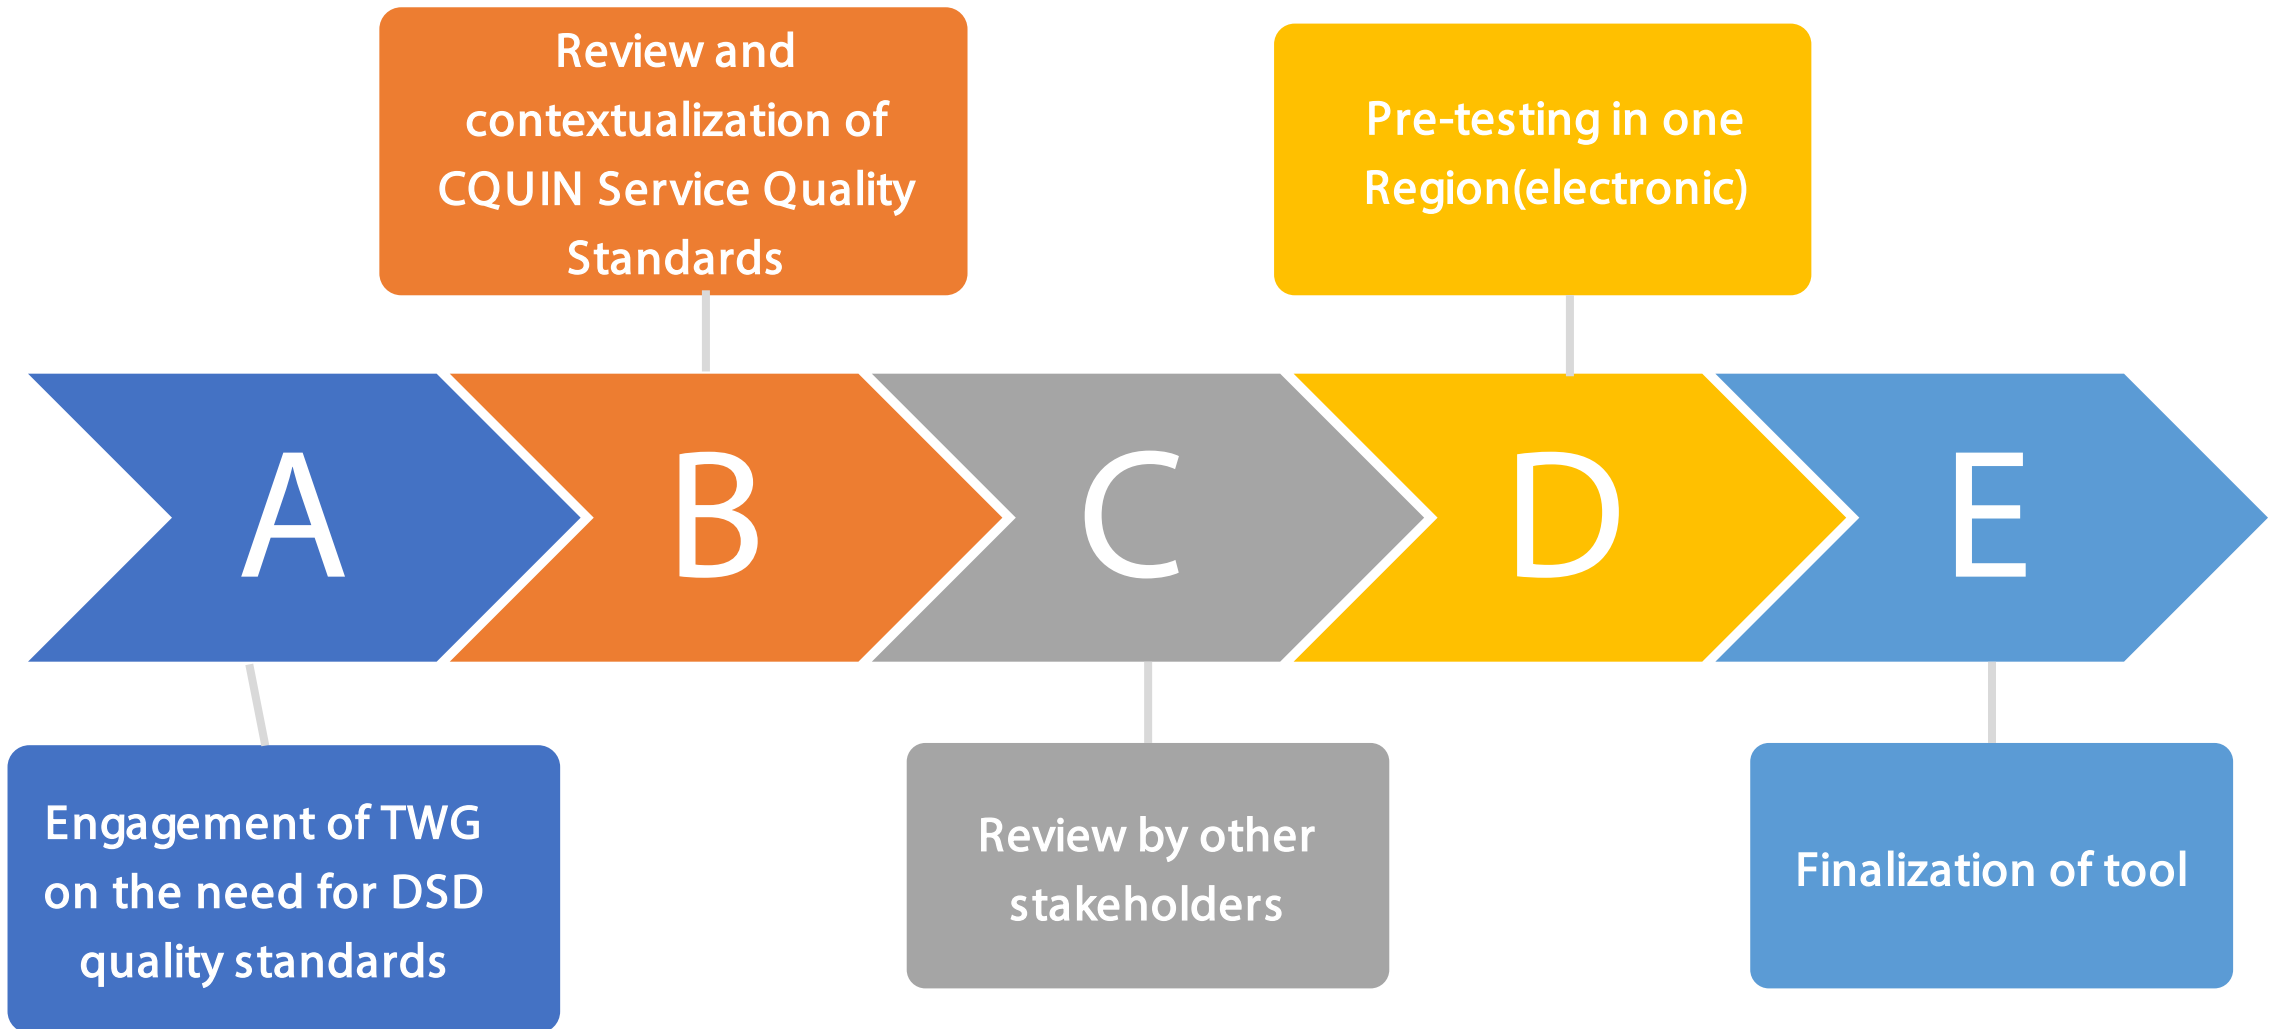 Review and
contextualization of
CQUIN Service Quality
Standards
Pre-testing in one
Region(electronic)
A
B
C
D
E
Engagement of TWG
on the need for DSD
quality standards
Review by other
stakeholders
Finalization of tool